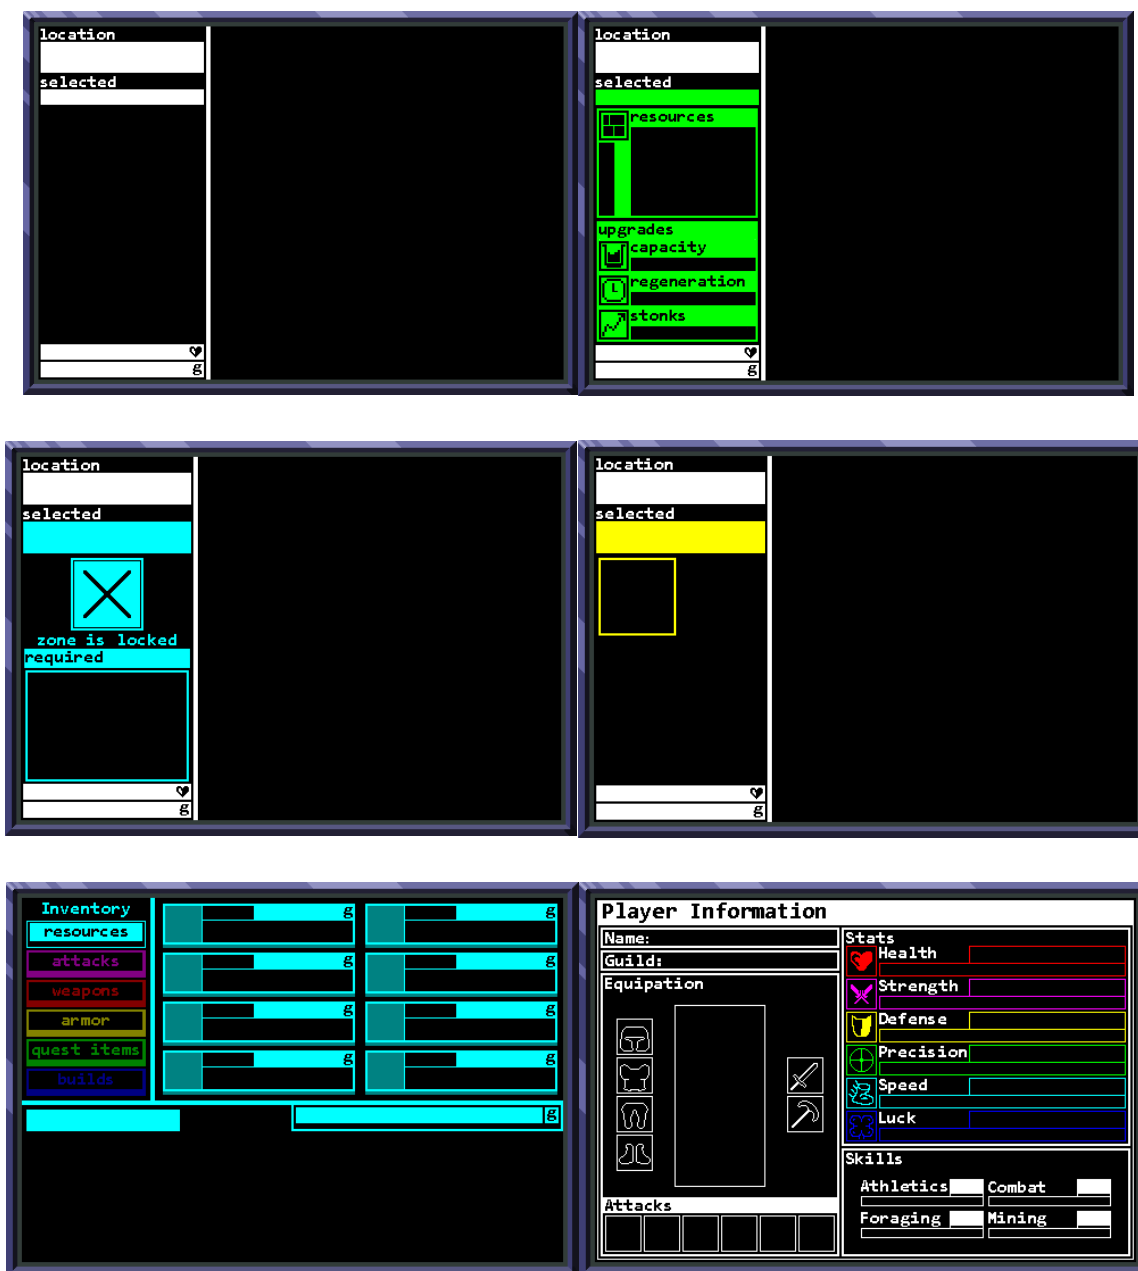 location
selected
g
location
selected
resources
upgrades
capacity
regeneration
stonks
g
location
selected
zone is locked
required
g
location
selected
g
Inventory
resources
attacks
weapons
armor
quest items
builds
g g
g g
g g
g g
g
Player Information
Name:
Guild:
Equipation
Attacks
Stats
Health
Strength
Defense
Precision
Speed
Luck
Skills
Athletics Combat
Foraging Mining